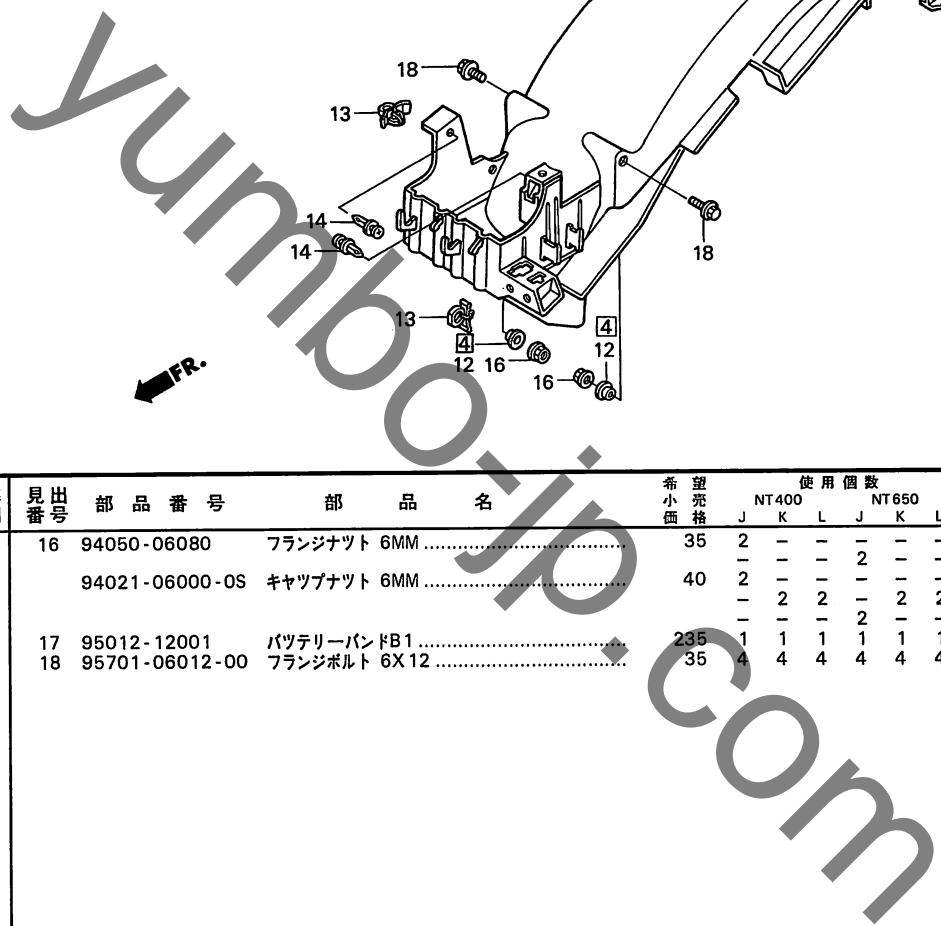 18
13
14
14
18
13
4
12
16
4
12
16
FR.
見出番号 部品番号 部品名 希望小売価格 使用個数
NT400 NT650
J K L J K L
16 94050-06080 フランジナツト 6MM 35 2 – – – – –
– – – 2 – –
94021-06000-0S キャツプナツト 6MM 40 2 – – – – –
– 2 2 – 2 2
– – – 2 – –
17 95012-12001 バツテリーバンドB1 235 1 1 1 1 1 1
18 95701-06012-00 フランジボルト 6X12 35 4 4 4 4 4 4
yumbo-jp.com